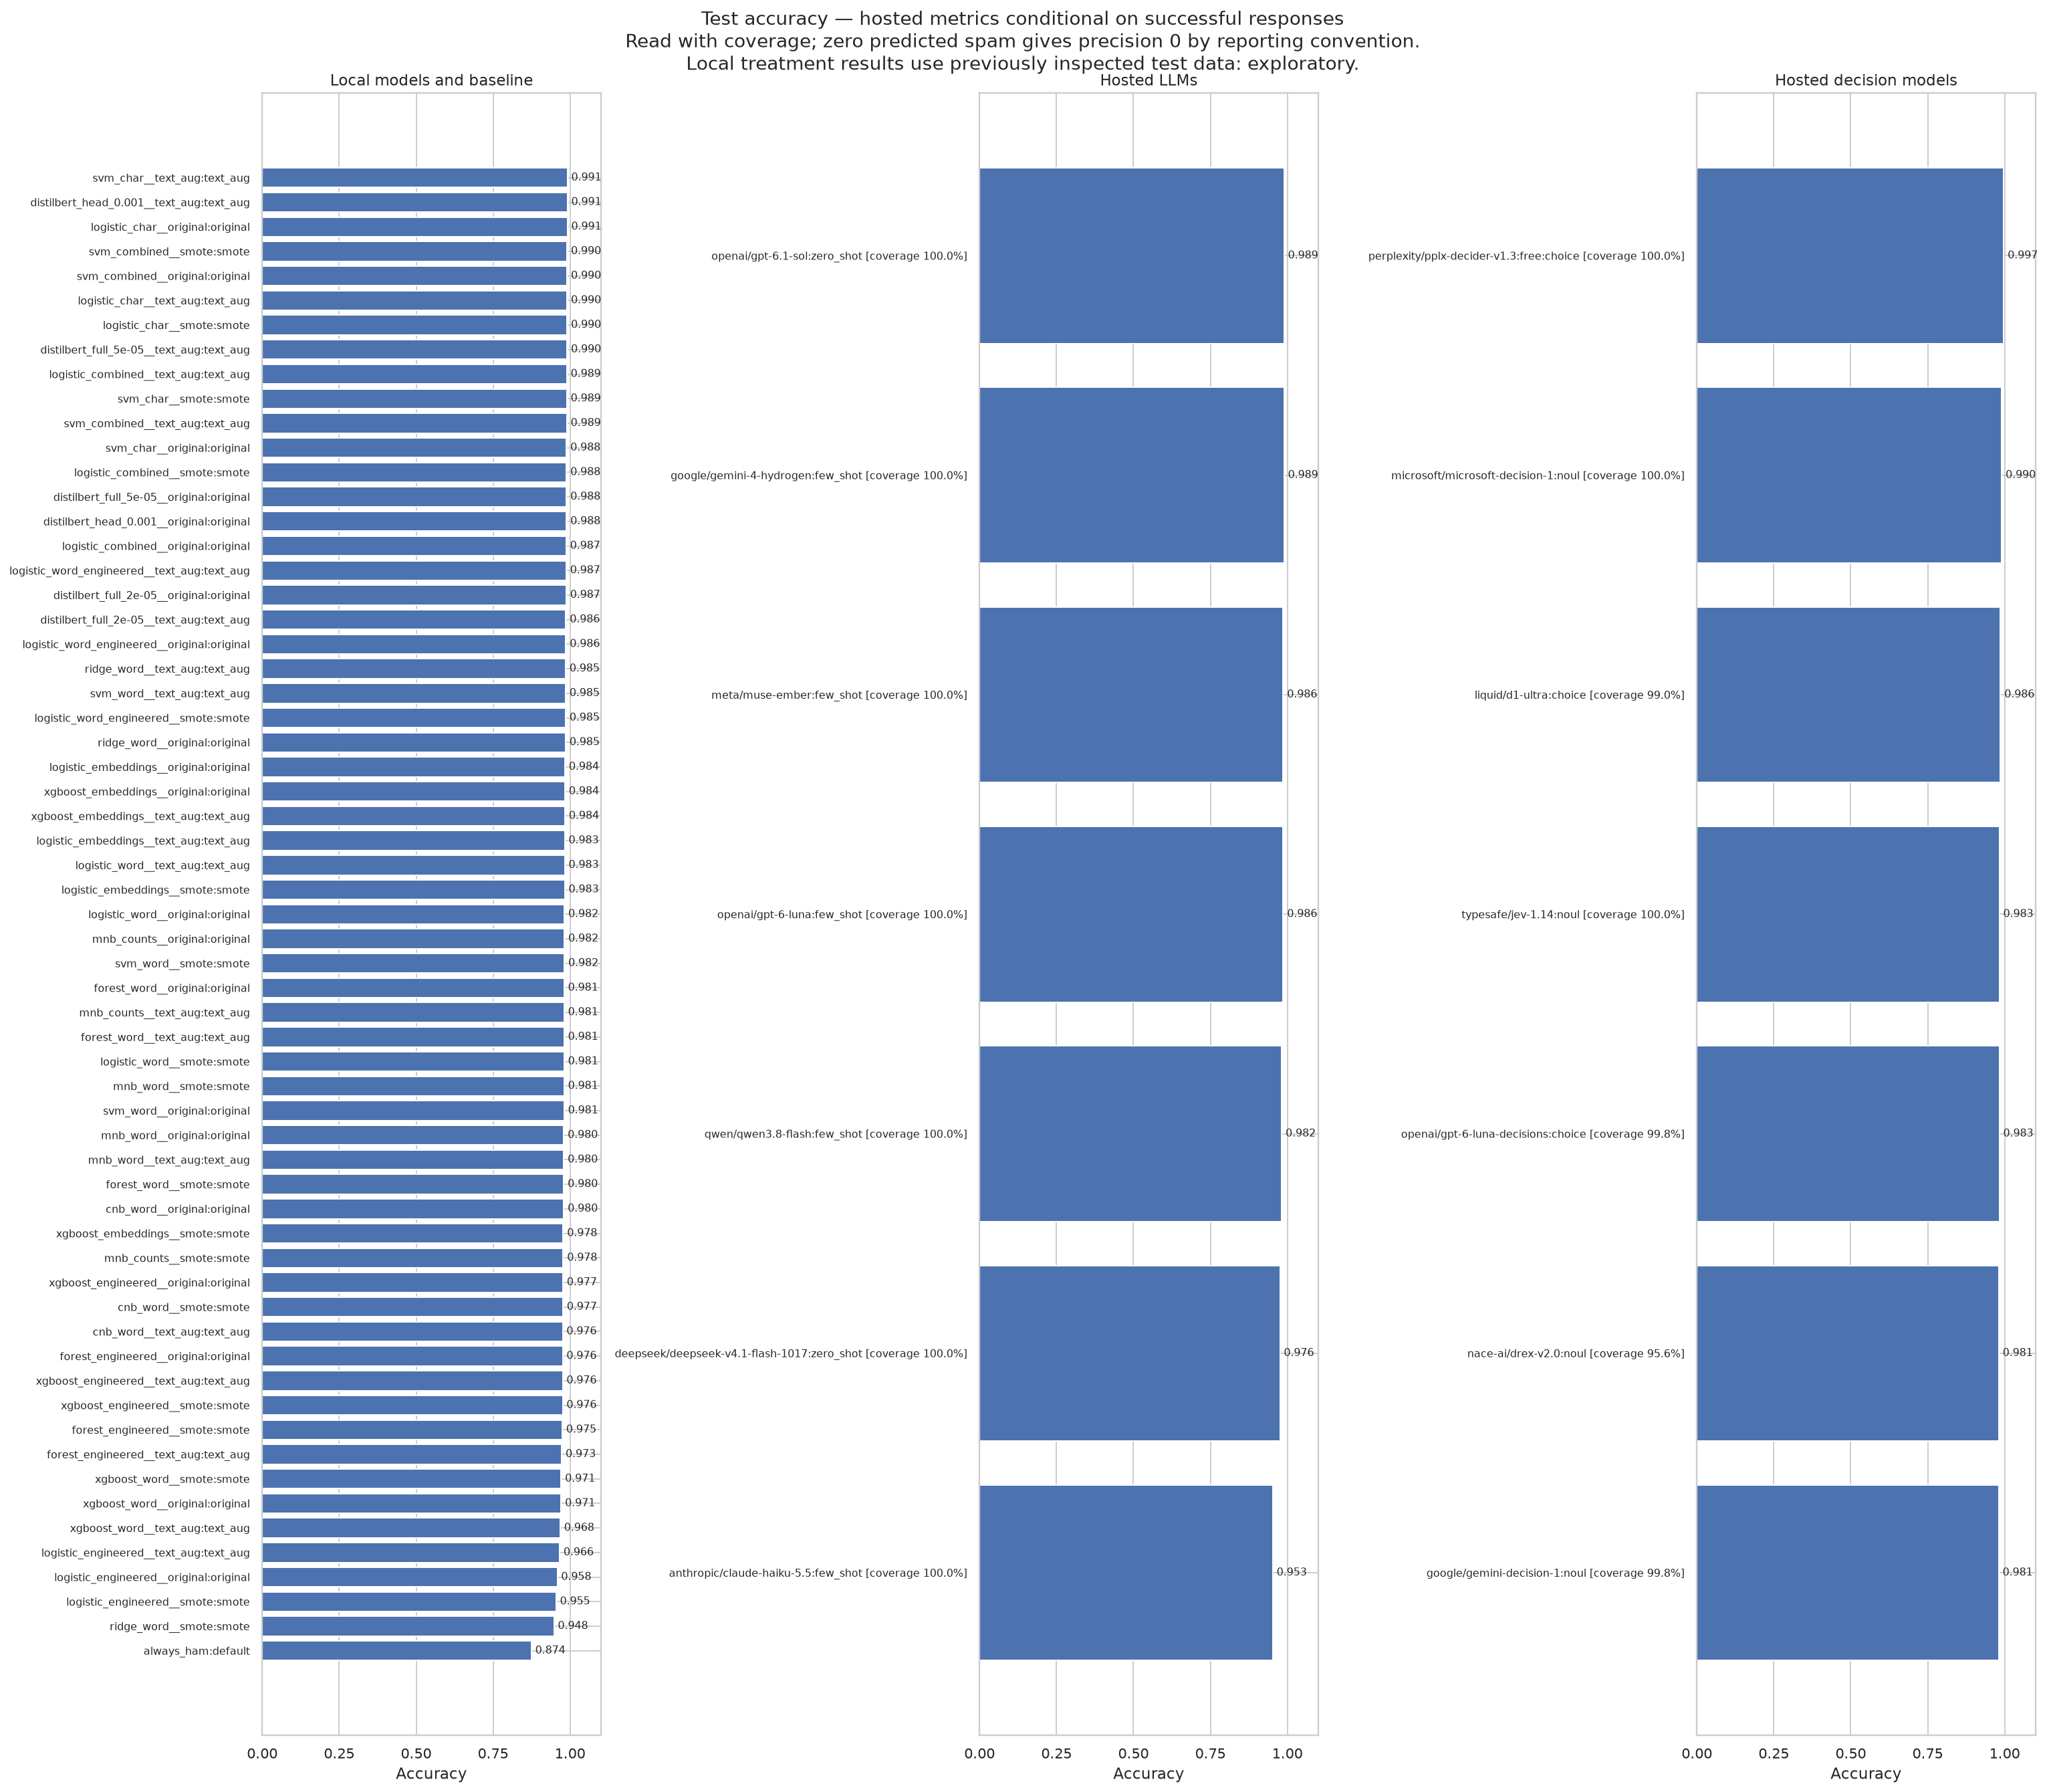 Test accuracy — hosted metrics conditional on successful responses
Read with coverage; zero predicted spam gives precision 0 by reporting convention.
Local treatment results use previously inspected test data: exploratory.
Local models and baseline
svm_char__text_aug:text_aug 0.991
distilbert_head_0.001__text_aug:text_aug 0.991
logistic_char__original:original 0.991
svm_combined__smote:smote 0.990
svm_combined__original:original 0.990
logistic_char__text_aug:text_aug 0.990
logistic_char__smote:smote 0.990
distilbert_full_5e-05__text_aug:text_aug 0.990
logistic_combined__text_aug:text_aug 0.989
svm_char__smote:smote 0.989
svm_combined__text_aug:text_aug 0.989
svm_char__original:original 0.988
logistic_combined__smote:smote 0.988
distilbert_full_5e-05__original:original 0.988
distilbert_head_0.001__original:original 0.988
logistic_combined__original:original 0.987
logistic_word_engineered__text_aug:text_aug 0.987
distilbert_full_2e-05__original:original 0.987
distilbert_full_2e-05__text_aug:text_aug 0.986
logistic_word_engineered__original:original 0.986
ridge_word__text_aug:text_aug 0.985
svm_word__text_aug:text_aug 0.985
logistic_word_engineered__smote:smote 0.985
ridge_word__original:original 0.985
logistic_embeddings__original:original 0.984
xgboost_embeddings__original:original 0.984
xgboost_embeddings__text_aug:text_aug 0.984
logistic_embeddings__text_aug:text_aug 0.983
logistic_word__text_aug:text_aug 0.983
logistic_embeddings__smote:smote 0.983
logistic_word__original:original 0.982
mnb_counts__original:original 0.982
svm_word__smote:smote 0.982
forest_word__original:original 0.981
mnb_counts__text_aug:text_aug 0.981
forest_word__text_aug:text_aug 0.981
logistic_word__smote:smote 0.981
mnb_word__smote:smote 0.981
svm_word__original:original 0.981
mnb_word__original:original 0.980
mnb_word__text_aug:text_aug 0.980
forest_word__smote:smote 0.980
cnb_word__original:original 0.980
xgboost_embeddings__smote:smote 0.978
mnb_counts__smote:smote 0.978
xgboost_engineered__original:original 0.977
cnb_word__smote:smote 0.977
cnb_word__text_aug:text_aug 0.976
forest_engineered__original:original 0.976
xgboost_engineered__text_aug:text_aug 0.976
xgboost_engineered__smote:smote 0.976
forest_engineered__smote:smote 0.975
forest_engineered__text_aug:text_aug 0.973
xgboost_word__smote:smote 0.971
xgboost_word__original:original 0.971
xgboost_word__text_aug:text_aug 0.968
logistic_engineered__text_aug:text_aug 0.966
logistic_engineered__original:original 0.958
logistic_engineered__smote:smote 0.955
ridge_word__smote:smote 0.948
always_ham:default 0.874
0.00 0.25 0.50 0.75 1.00
Accuracy
Hosted LLMs
openai/gpt-6.1-sol:zero_shot [coverage 100.0%] 0.989
google/gemini-4-hydrogen:few_shot [coverage 100.0%] 0.989
meta/muse-ember:few_shot [coverage 100.0%] 0.986
openai/gpt-6-luna:few_shot [coverage 100.0%] 0.986
qwen/qwen3.8-flash:few_shot [coverage 100.0%] 0.982
deepseek/deepseek-v4.1-flash-1017:zero_shot [coverage 100.0%] 0.976
anthropic/claude-haiku-5.5:few_shot [coverage 100.0%] 0.953
0.00 0.25 0.50 0.75 1.00
Accuracy
Hosted decision models
perplexity/pplx-decider-v1.3:free:choice [coverage 100.0%] 0.997
microsoft/microsoft-decision-1:noul [coverage 100.0%] 0.990
liquid/d1-ultra:choice [coverage 99.0%] 0.986
typesafe/jev-1.14:noul [coverage 100.0%] 0.983
openai/gpt-6-luna-decisions:choice [coverage 99.8%] 0.983
nace-ai/drex-v2.0:noul [coverage 95.6%] 0.981
google/gemini-decision-1:noul [coverage 99.8%] 0.981
0.00 0.25 0.50 0.75 1.00
Accuracy